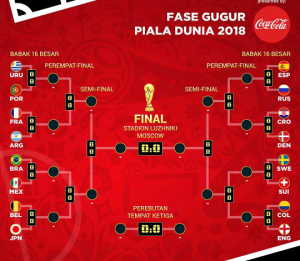 presented by
FASE GUGUR
PIALA DUNIA 2018
Coca-Cola
BABAK 16 BESAR
BABAK 16 BESAR
PEREMPAT-FINAL
PEREMPAT-FINAL
SEMI-FINAL
SEMI-FINAL
URU
POR
FRA
ARG
BRA
MEX
BEL
JPN
FINAL
STADION LUZHNIKI
MOSCOW
0:0
PEREBUTAN
TEMPAT KETIGA
0:0
ESP
RUS
CRO
DEN
SWE
SUI
COL
ENG